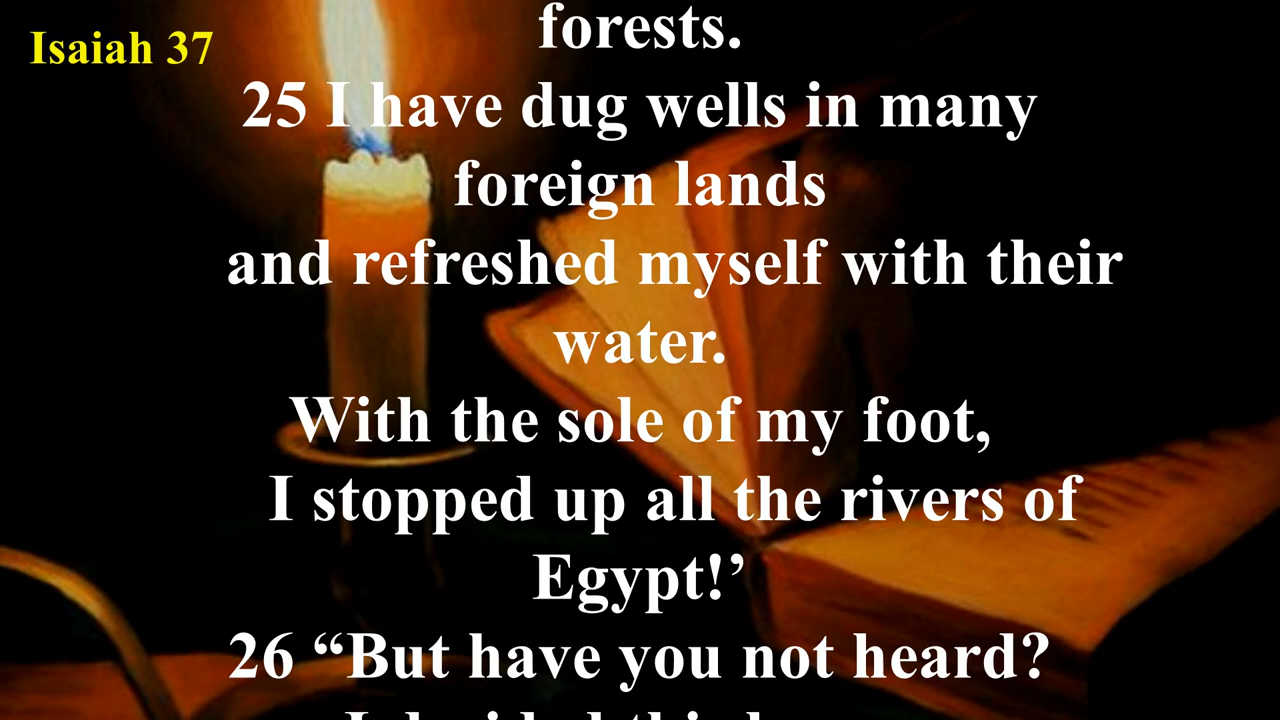 Isaiah 37
forests.
25 I have dug wells in many
foreign lands
and refreshed myself with their
water.
With the sole of my foot,
I stopped up all the rivers of
Egypt!’
26 “But have you not heard?